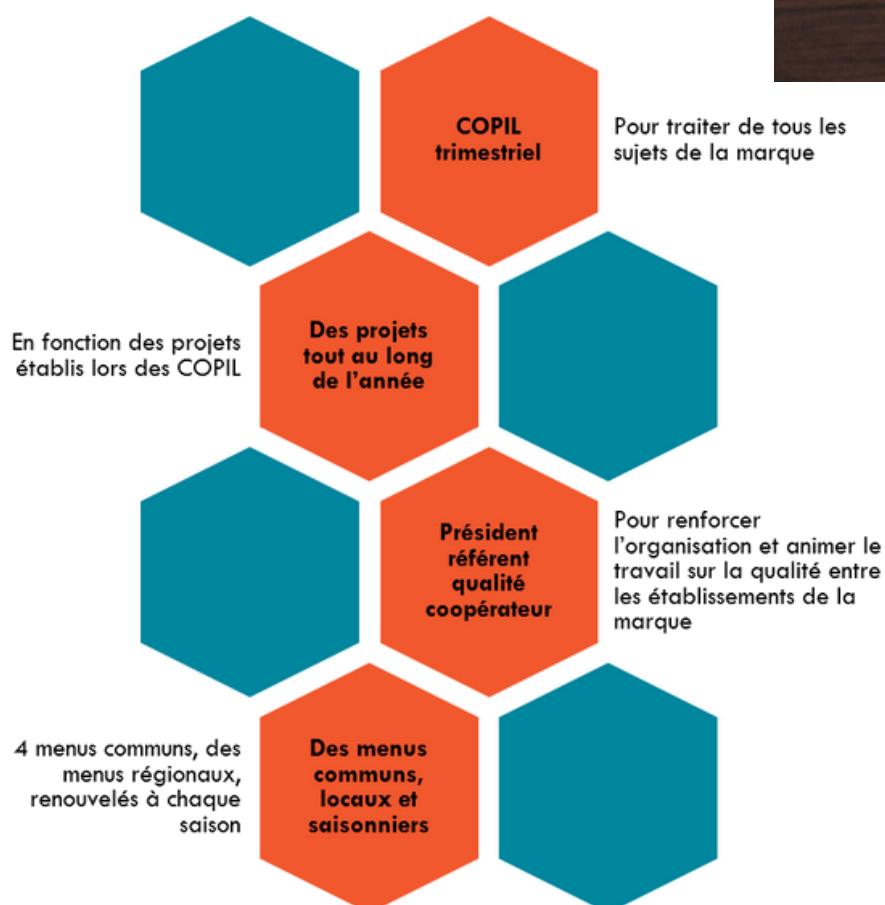 COPIL
trimestriel
Pour traiter de tous les
sujets de la marque
En fonction des projets
établis lors des COPIL
Des projets
tout au long
de l'année
Président
référent
qualité
coopérateur
Pour renforcer
l'organisation et animer le
travail sur la qualité entre
les établissements de la
marque
4 menus communs, des
menus régionaux,
renouvelés à chaque
saison
Des menus
communs,
locaux et
saisonniers